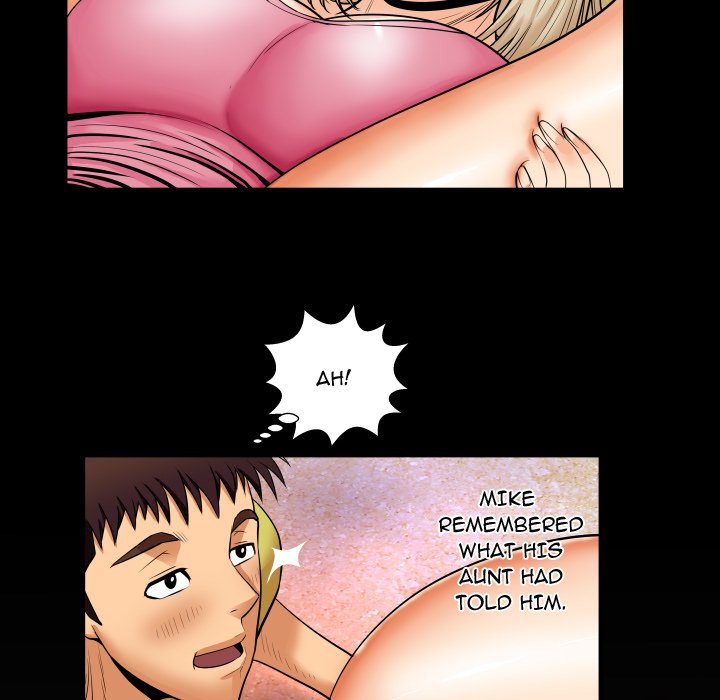 AH!
MIKE
REMEMBERED
WHAT HIS
AUNT HAD
TOLD HIM.